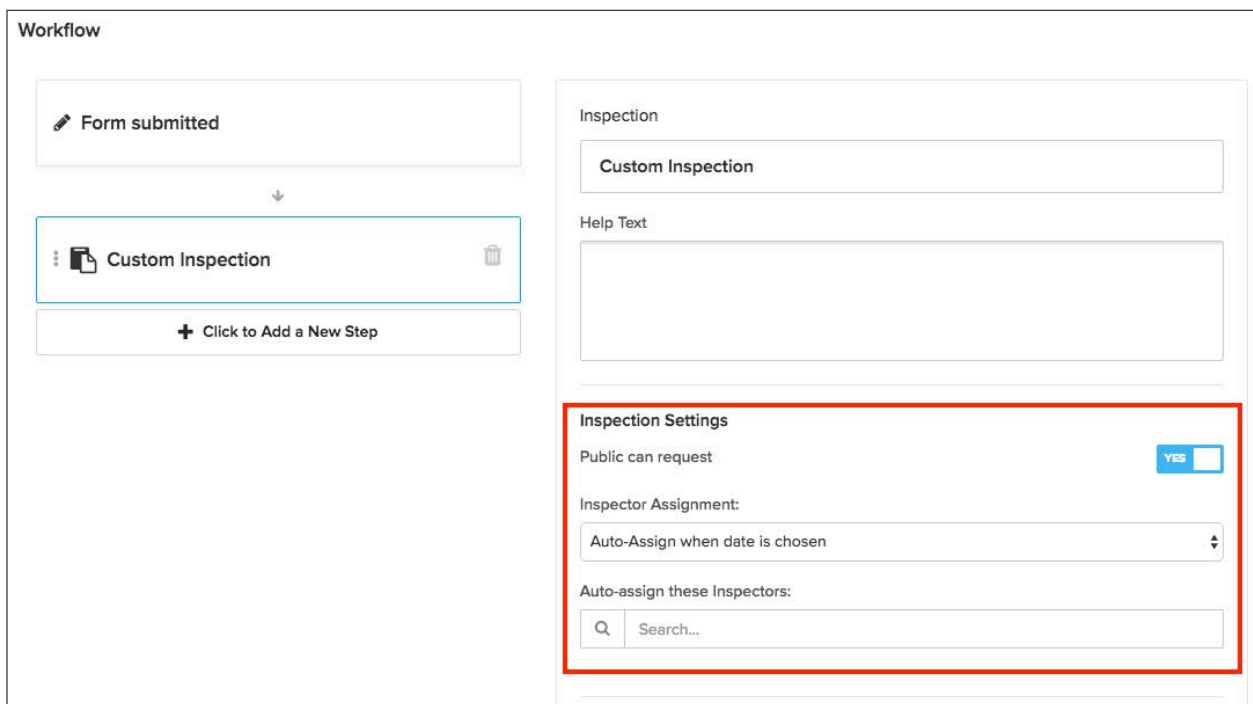 Workflow
Form submitted
Custom Inspection
Click to Add a New Step
Inspection
Custom Inspection
Help Text
Inspection Settings
Public can request
YES
Inspector Assignment:
Auto-Assign when date is chosen
Auto-assign these Inspectors:
Search...